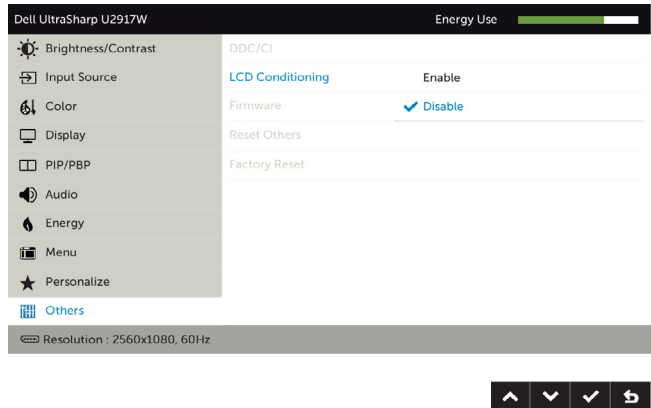 Dell UltraSharp U2917W Energy Use
Brightness/Contrast DDC/CI
Input Source LCD Conditioning Enable
Color Firmware Disable
Display Reset Others
PIP/PBP Factory Reset
Audio
Energy
Menu
Personalize
Others
Resolution : 2560x1080, 60Hz